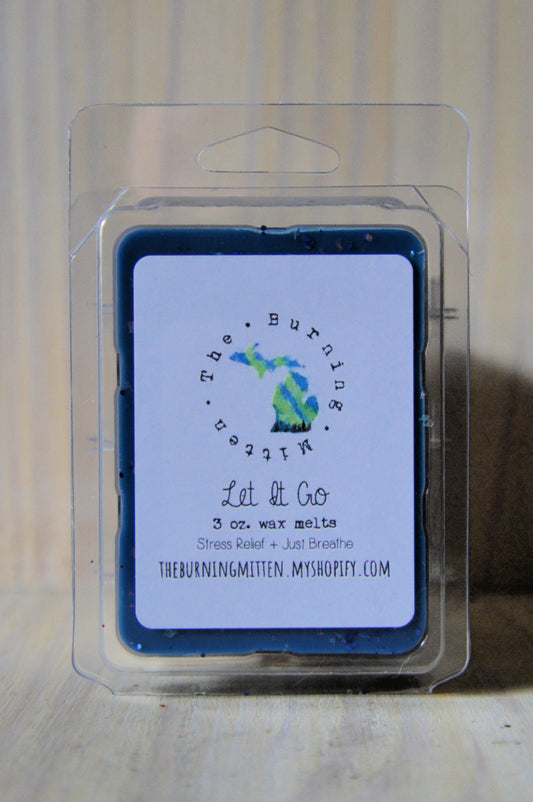 The • Burning • Mitten •
Let It Go
3 oz. wax melts
Stress Relief + Just Breathe
THEBURNINGMITTEN.MYSHOPIFY.COM